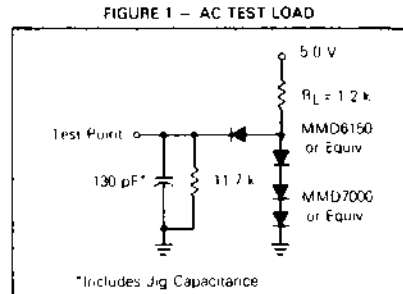 FIGURE 1 – AC TEST LOAD
5.0 V
RL = 1.2 k
Test Point
MMD6150
or Equiv
130 pF*
11.7 k
MMD7000
or Equiv
*Includes Jig Capacitance